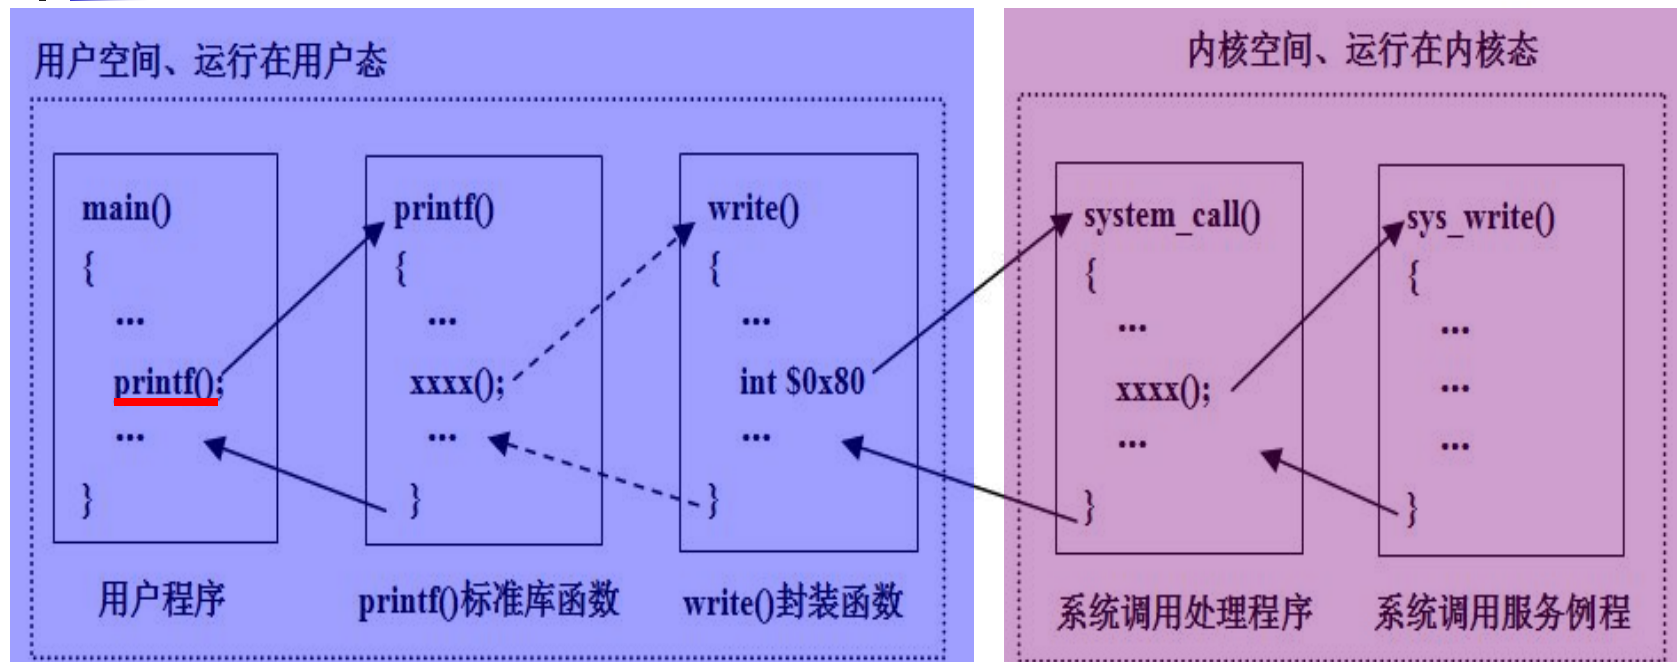 用户空间、运行在用户态
main()
{
...
printf();
...
}
用户程序
printf()
{
...
xxxx();
...
}
printf()标准库函数
write()
{
...
int $0x80
...
}
write()封装函数
内核空间、运行在内核态
system_call()
{
...
xxxx();
...
}
系统调用处理程序
sys_write()
{
...
...
...
}
系统调用服务例程